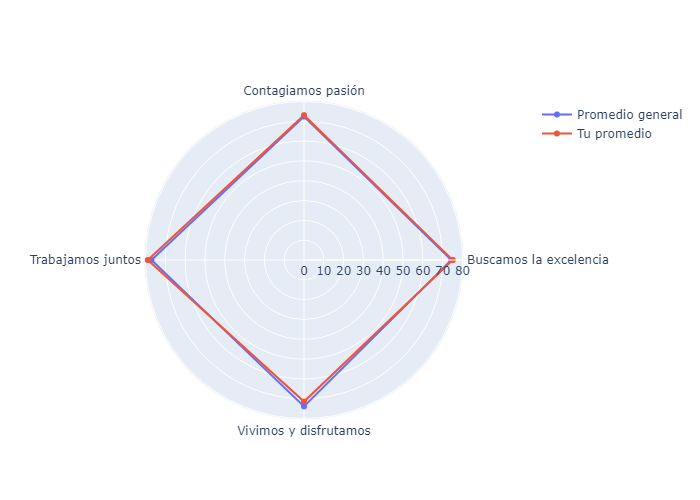 Contagiamos pasión
Promedio general
Tu promedio
Trabajamos juntos
Buscamos la excelencia
0 10 20 30 40 50 60 70 80
Vivimos y disfrutamos